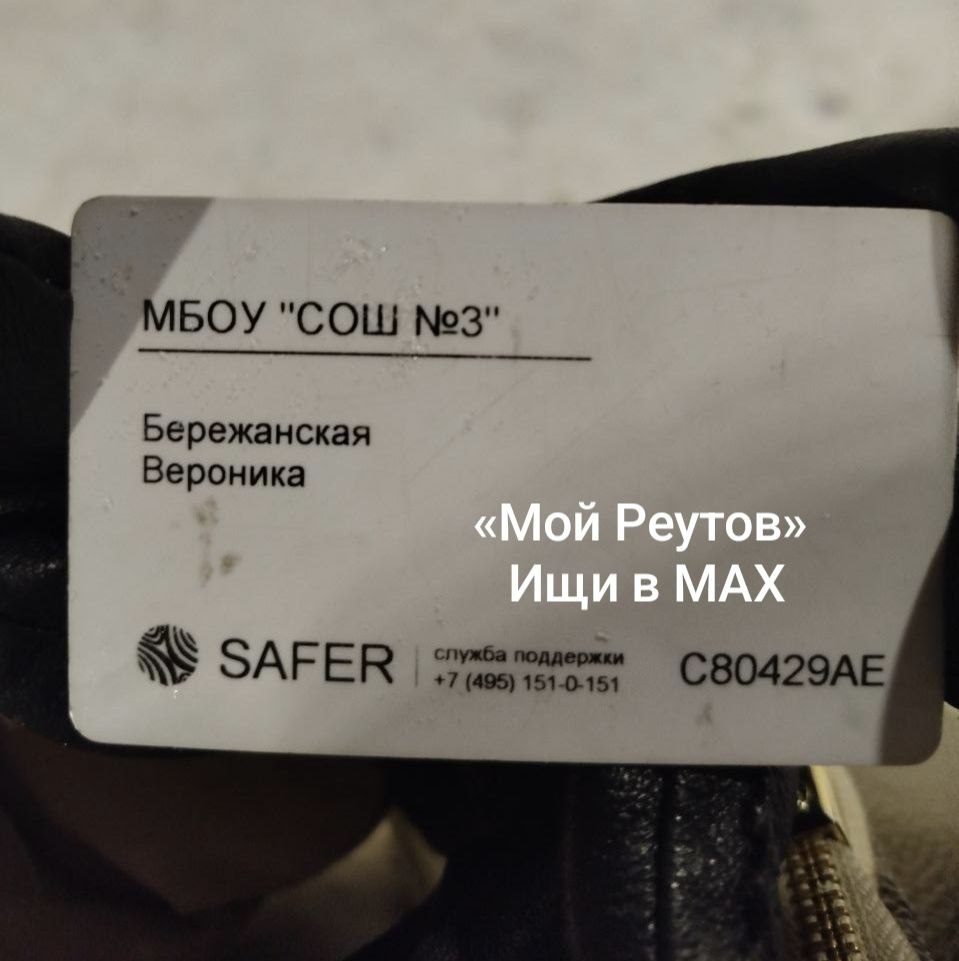 МБОУ "СОШ №3"
Бережанская
Вероника
«Мой Реутов»
Ищи в MAX
SAFER
служба поддержки
+7 (495) 151-0-151
C80429AE